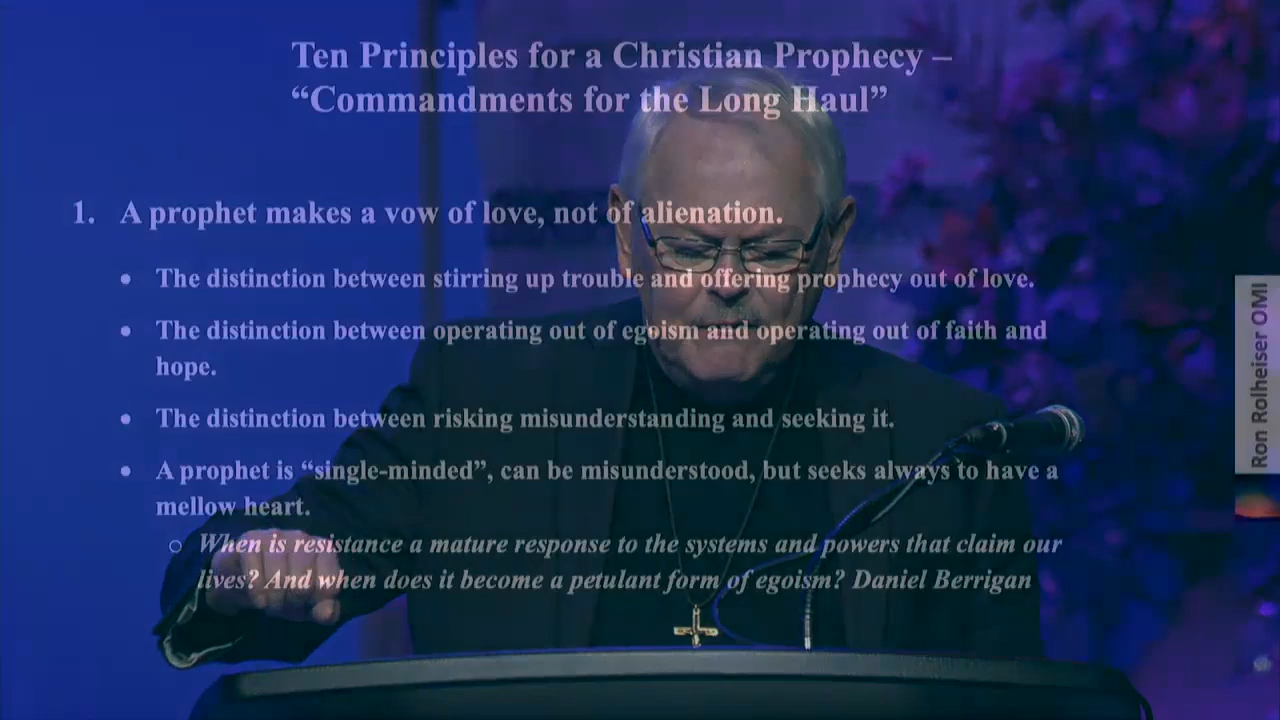 Ten Principles for a Christian Prophecy –
“Commandments for the Long Haul”
1. A prophet makes a vow of love, not of alienation.
• The distinction between stirring up trouble and offering prophecy out of love.
• The distinction between operating out of egoism and operating out of faith and
hope.
• The distinction between risking misunderstanding and seeking it.
• A prophet is “single-minded”, can be misunderstood, but seeks always to have a
mellow heart.
○ When is resistance a mature response to the systems and powers that claim our
lives? And when does it become a petulant form of egoism? Daniel Berrigan
Ron Rolheiser OMI